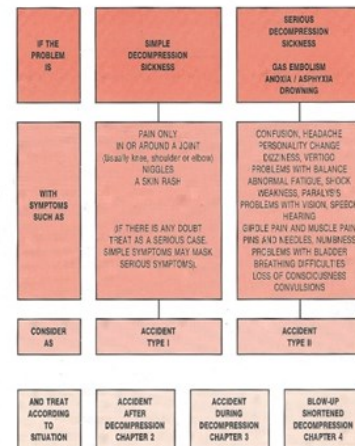 IF THE
PROBLEM
IS
SIMPLE
DECOMPRESSION
SICKNESS
SERIOUS
DECOMPRESSION
SICKNESS
GAS EMBOLISM
ANOXIA / ASPHYXIA
DROWNING
WITH
SYMPTOMS
SUCH AS
PAIN ONLY
IN OR AROUND A JOINT
(Usually knee, shoulder or elbow)
NIGGLES
A SKIN RASH
(IF THERE IS ANY DOUBT
TREAT AS A SERIOUS CASE.
SIMPLE SYMPTOMS MAY MASK
SERIOUS SYMPTOMS).
CONFUSION, HEADACHE
PERSONALITY CHANGE
DIZZINESS, VERTIGO
PROBLEMS WITH BALANCE
ABNORMAL FATIGUE, SHOCK
WEAKNESS, PARALYSIS
PROBLEMS WITH VISION, SPEECH
HEARING
GIRDLE PAIN AND MUSCLE PAIN
PINS AND NEEDLES, NUMBNESS
PROBLEMS WITH BLADDER
BREATHING DIFFICULTIES
LOSS OF CONSCIOUSNESS
CONVULSIONS
CONSIDER
AS
ACCIDENT
TYPE I
ACCIDENT
TYPE II
AND TREAT
ACCORDING
TO
SITUATION
ACCIDENT
AFTER
DECOMPRESSION
CHAPTER 2
ACCIDENT
DURING
DECOMPRESSION
CHAPTER 3
BLOW-UP
SHORTENED
DECOMPRESSION
CHAPTER 4